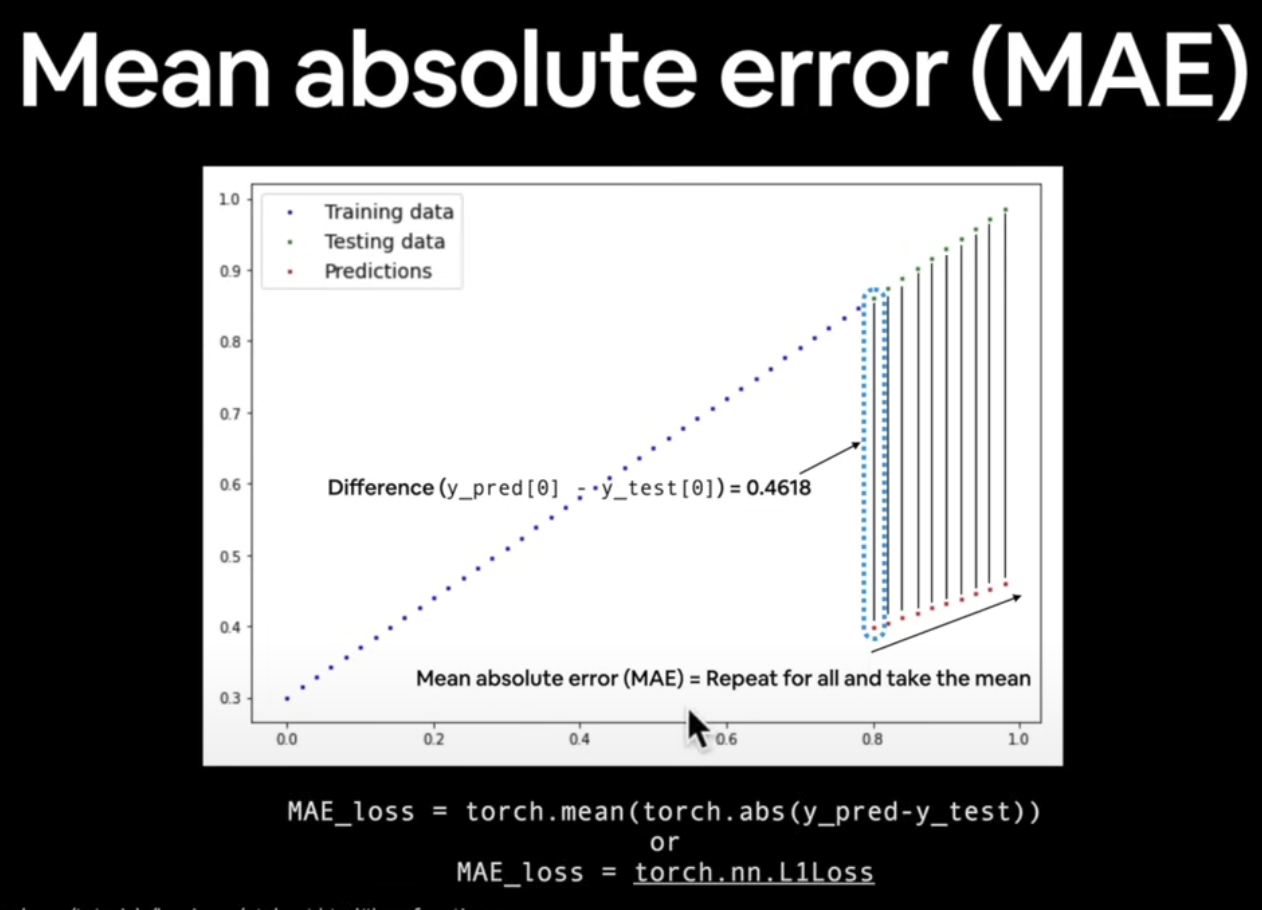 Mean absolute error (MAE)
1.0
Training data
Testing data
Predictions
0.9
0.8
0.7
0.6
Difference (y_pred[0] - y_test[0]) = 0.4618
0.5
0.4
Mean absolute error (MAE) = Repeat for all and take the mean
0.3
0.0 0.2 0.4 0.6 0.8 1.0
MAE_loss = torch.mean(torch.abs(y_pred-y_test))
or
MAE_loss = torch.nn.L1Loss